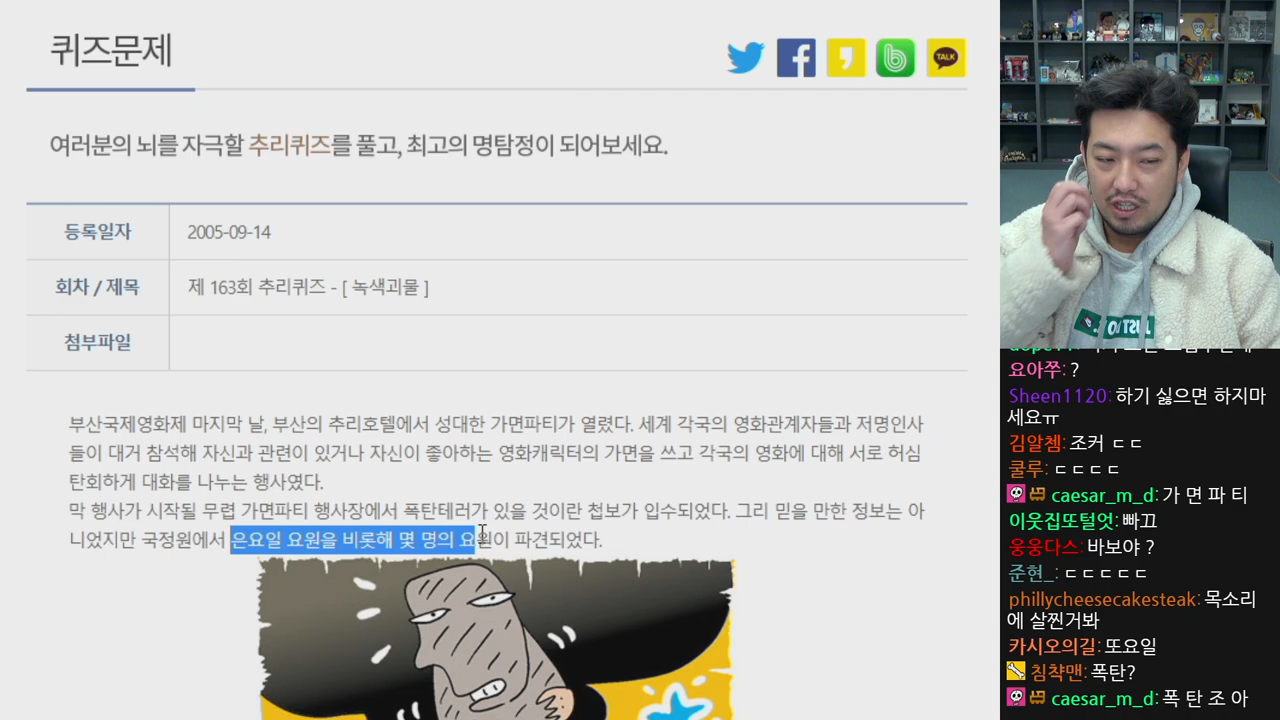 퀴즈문제
TALK
여러분의 뇌를 자극할 추리퀴즈를 풀고, 최고의 명탐정이 되어보세요.
등록일자 2005-09-14
회차 / 제목 제 163회 추리퀴즈 - [ 녹색괴물 ]
첨부파일
부산국제영화제 마지막 날, 부산의 추리호텔에서 성대한 가면파티가 열렸다. 세계 각국의 영화관계자들과 저명인사
들이 대거 참석해 자신과 관련이 있거나 자신이 좋아하는 영화캐릭터의 가면을 쓰고 각국의 영화에 대해 서로 허심
탄회하게 대화를 나누는 행사였다.
막 행사가 시작될 무렵 가면파티 행사장에서 폭탄테러가 있을 것이란 첩보가 입수되었다. 그리 믿을 만한 정보는 아
니었지만 국정원에서 은요일 요원을 비롯해 몇 명의 요원이 파견되었다.
요아쭈: ?
Sheen1120: 하기 싫으면 하지마
세요ㅠ
김알쳄: 조커 ㄷㄷ
쿨루: ㄷㄷㄷㄷ
caesar_m_d: 가 면 파 티
이웃집또털엇: 빠끄
웅웅다스: 바보야 ?
준현_: ㄷㄷㄷㄷㄷ
phillycheesecakesteak: 목소리
에 살찐거봐
카시오의길: 또요일
침착맨: 폭탄?
caesar_m_d: 폭 탄 조 아